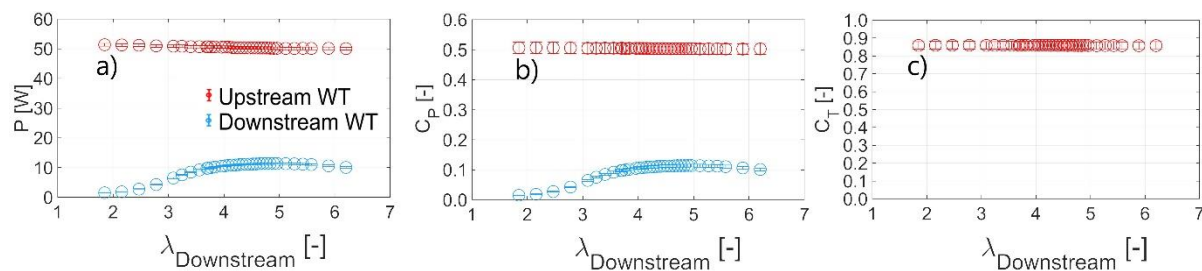 60
50
40
30
20
10
0
P [W]
a)
Upstream WT
Downstream WT
1 2 3 4 5 6 7
λDownstream [-]
0.6
0.5
0.4
0.3
0.2
0.1
0
CP [-]
b)
1 2 3 4 5 6 7
λDownstream [-]
1.0
0.9
0.8
0.7
0.6
0.5
0.4
0.3
0.2
0.1
0.0
CT [-]
c)
1 2 3 4 5 6 7
λDownstream [-]